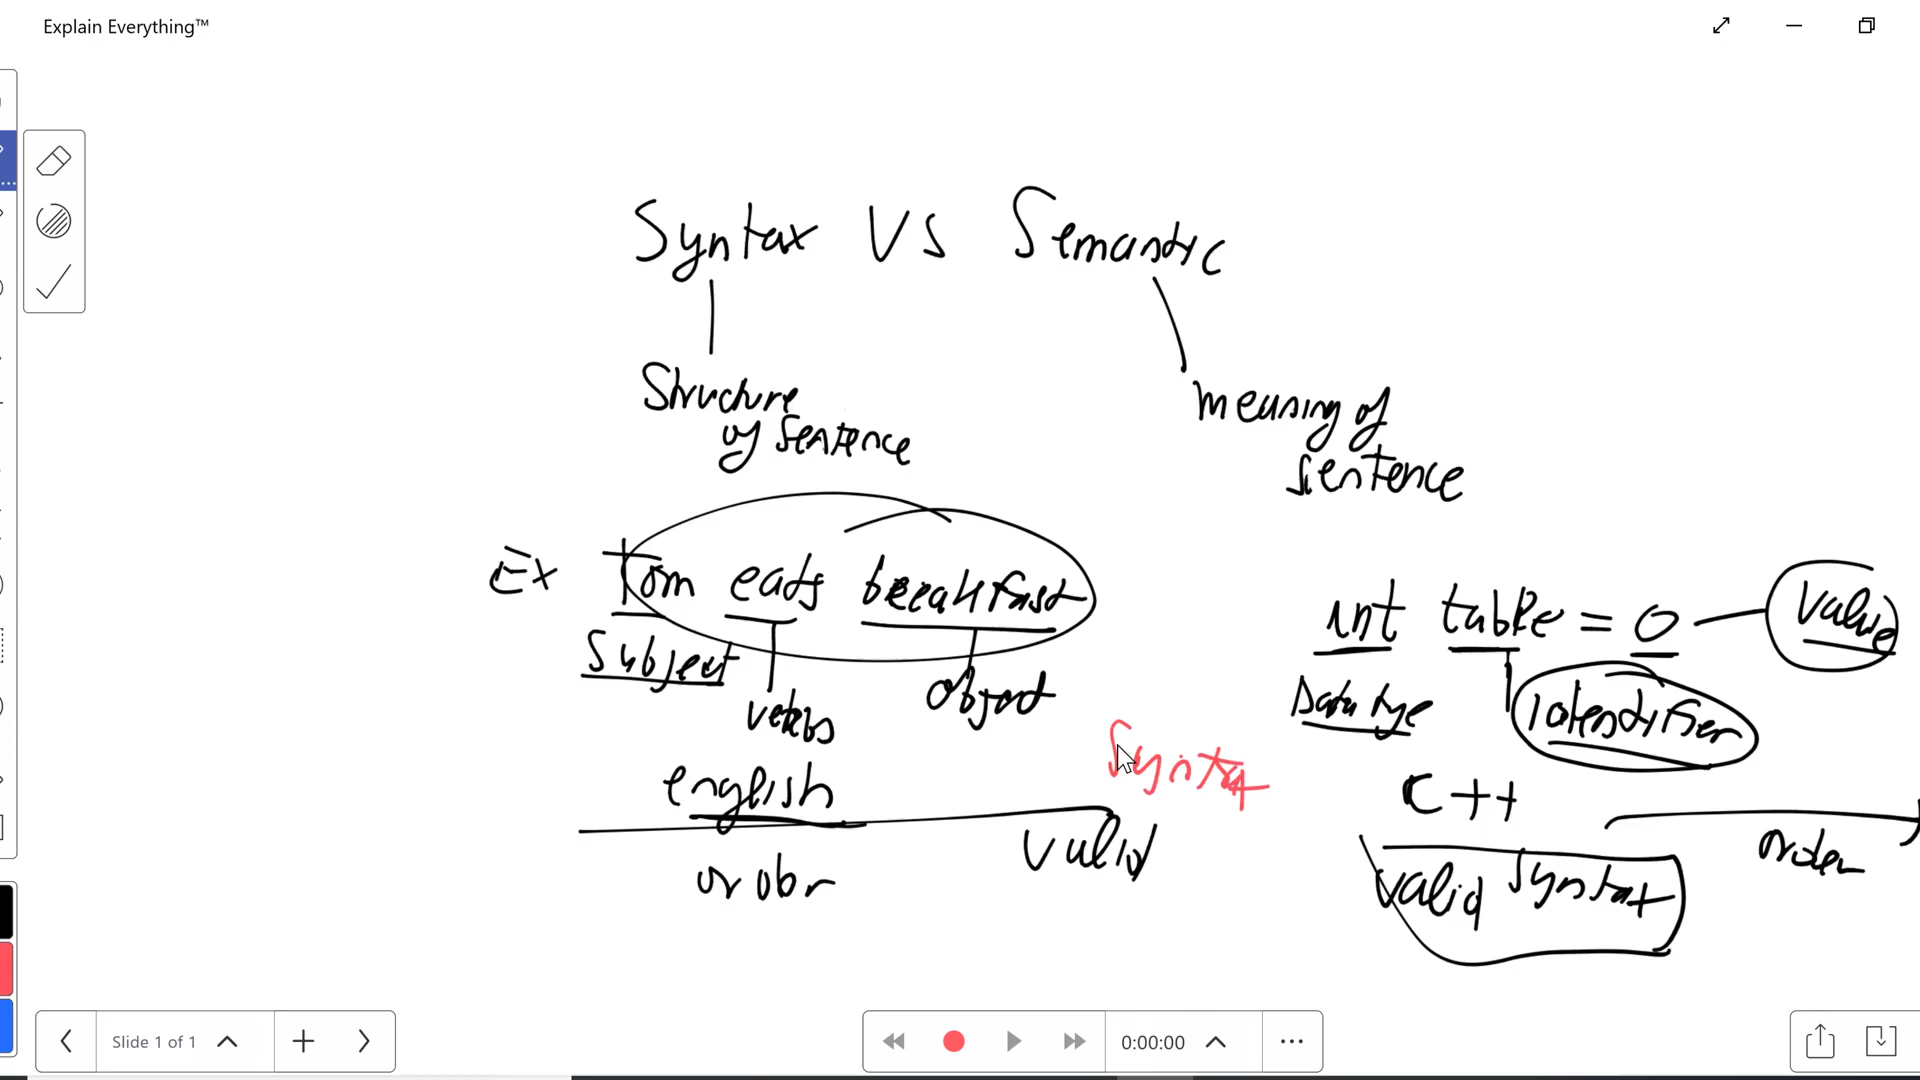 Explain Everything™
Syntax VS Semantic
Structure
of Sentence
meaning of
sentence
Ex Tom eats breakfast
int table = 0 value
Subject
verbs
object
Data type
identifier
Syntax
english
C++
valid
order
valid Syntax
Slide 1 of 1
0:00:00